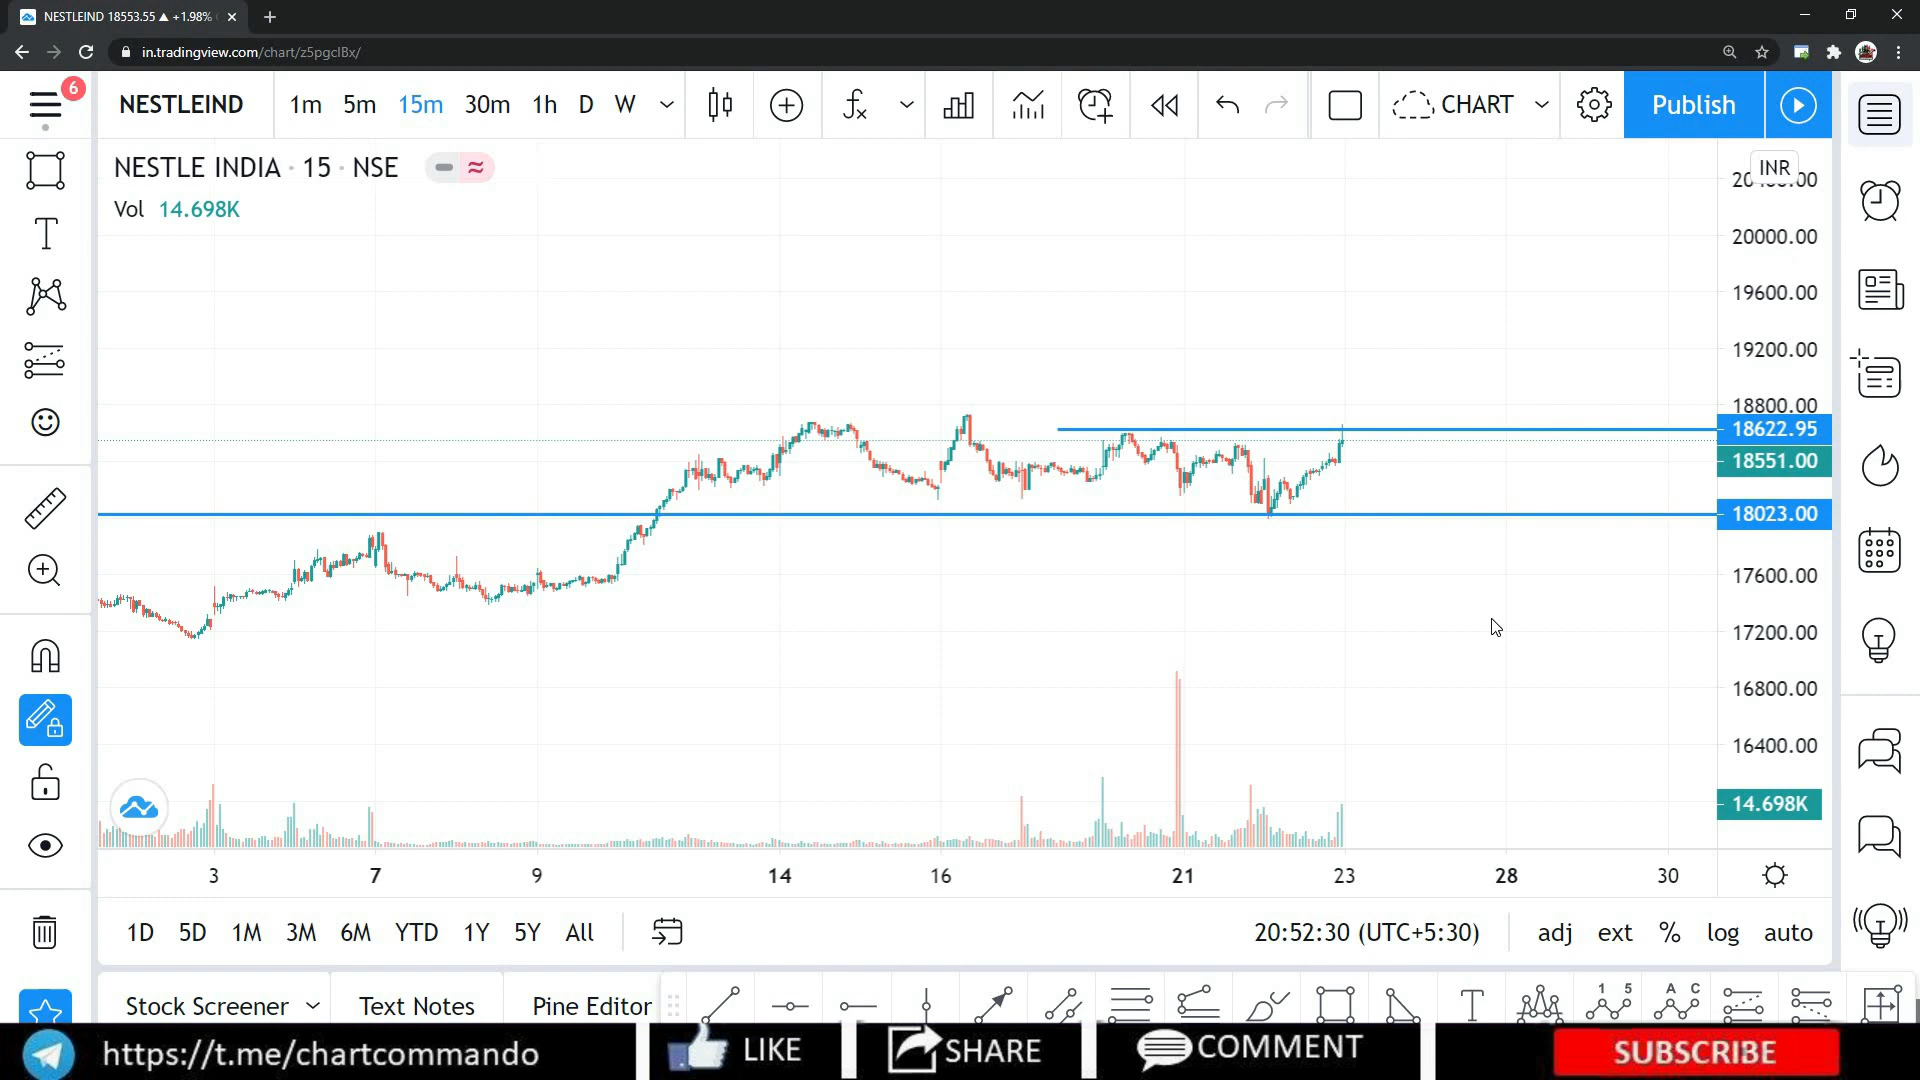 NESTLEIND 18553.55 ▲ +1.98%
in.tradingview.com/chart/z5pgclBx/
6
NESTLEIND
1m 5m 15m 30m 1h D W
CHART
Publish
NESTLE INDIA · 15 · NSE
INR
Vol 14.698K
20000.00
19600.00
19200.00
18800.00
18622.95
18551.00
18023.00
17600.00
17200.00
16800.00
16400.00
14.698K
3 7 9 14 16 21 23 28 30
1D 5D 1M 3M 6M YTD 1Y 5Y All
20:52:30 (UTC+5:30)
adj ext % log auto
Stock Screener
Text Notes
Pine Editor
1 5
A C
https://t.me/chartcommando
LIKE
SHARE
COMMENT
SUBSCRIBE